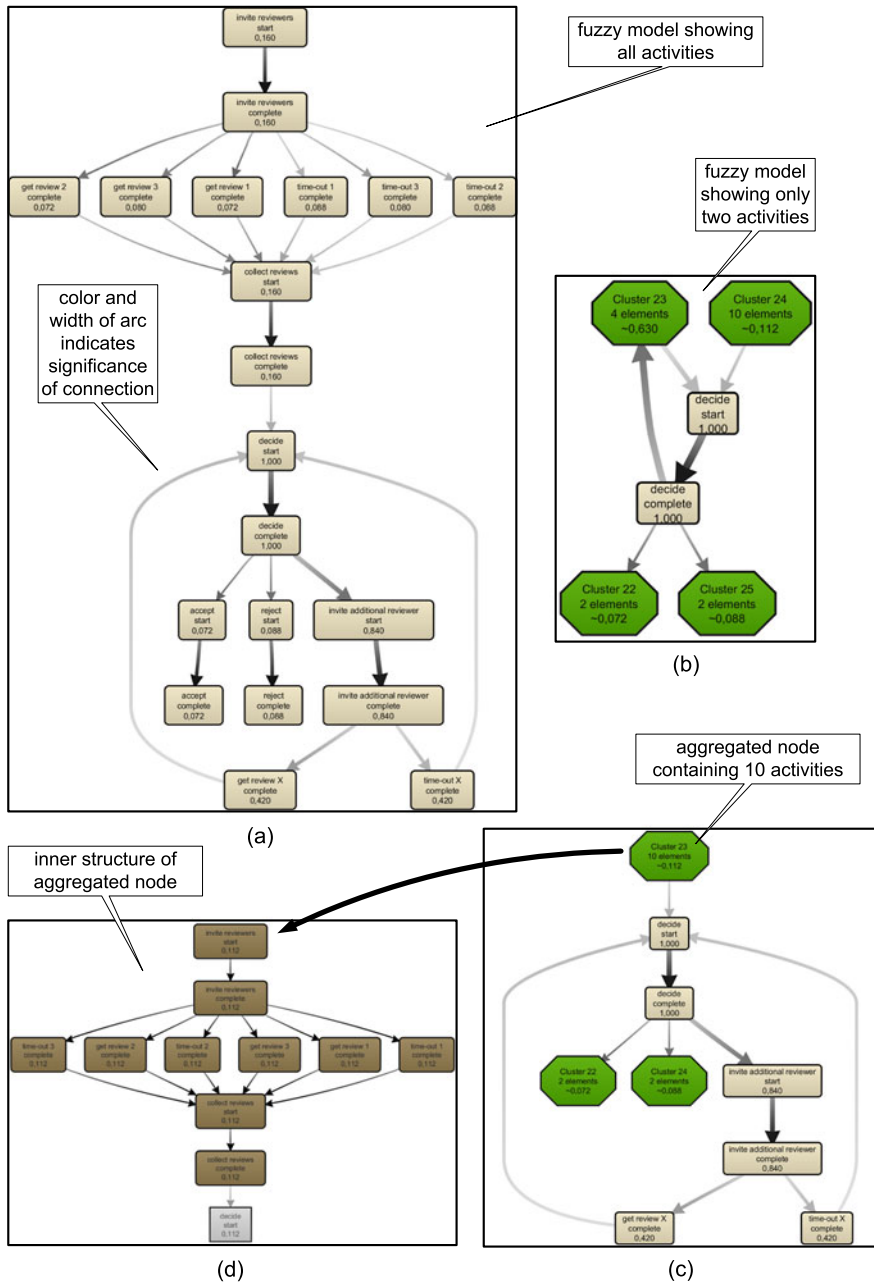 invite reviewers
start
0,160
fuzzy model showing
all activities
invite reviewers
complete
0,160
get review 2
complete
0,072
get review 3
complete
0,080
get review 1
complete
0,072
time-out 1
complete
0,088
time-out 3
complete
0,080
time-out 2
complete
0,088
collect reviews
start
0,160
color and
width of arc
indicates
significance
of connection
collect reviews
complete
0,160
decide
start
1,000
decide
complete
1,000
accept
start
0,072
reject
start
0,088
invite additional reviewer
start
0,840
accept
complete
0,072
reject
complete
0,088
invite additional reviewer
complete
0,840
get review X
complete
0,420
time-out X
complete
0,420
(a)
fuzzy model
showing only
two activities
Cluster 23
4 elements
~0,630
Cluster 24
10 elements
~0,112
decide
start
1,000
decide
complete
1,000
Cluster 22
2 elements
~0,072
Cluster 25
2 elements
~0,088
(b)
aggregated node
containing 10 activities
Cluster 23
10 elements
~0,112
decide
start
1,000
decide
complete
1,000
Cluster 22
2 elements
~0,072
Cluster 24
2 elements
~0,088
invite additional reviewer
start
0,840
invite additional reviewer
complete
0,840
get review X
complete
0,420
time-out X
complete
0,420
(c)
inner structure of
aggregated node
invite reviewers
start
0,112
invite reviewers
complete
0,112
time-out 3
complete
0,112
get review 2
complete
0,112
time-out 2
complete
0,112
get review 3
complete
0,112
get review 1
complete
0,112
time-out 1
complete
0,112
collect reviews
start
0,112
collect reviews
complete
0,112
decide
start
0,112
(d)